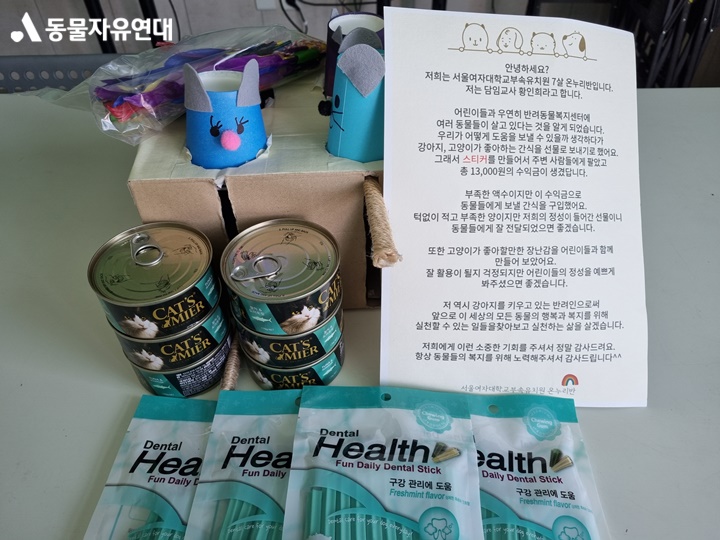 동물자유연대
안녕하세요?
저희는 서울여자대학교부속유치원 7살 온누리반입니다.
저는 담임교사 황인희라고 합니다.
어린이들과 우연히 반려동물복지센터에
여러 동물들이 살고 있다는 것을 알게 되었습니다.
우리가 어떻게 도움을 보낼 수 있을까 생각하다가
강아지, 고양이가 좋아하는 간식을 선물로 보내기로 했어요.
그래서 스티커를 만들어서 주변 사람들에게 팔았고
총 13,000원의 수익금이 생겼답니다.
부족한 액수이지만 이 수익금으로
동물들에게 보낼 간식을 구입했어요.
턱없이 적고 부족한 양이지만 저희의 정성이 들어간 선물이니
동물들에게 잘 전달되었으면 좋겠습니다.
또한 고양이가 좋아할만한 장난감을 어린이들과 함께
만들어 보았어요.
잘 활용이 될지 걱정되지만 어린이들의 정성을 예쁘게
봐주셨으면 좋겠습니다.
저 역시 강아지를 키우고 있는 반려인으로써
앞으로 이 세상의 모든 동물의 행복과 복지를 위해
실천할 수 있는 일들을찾아보고 실천하는 삶을 살겠습니다.
저희에게 이런 소중한 기회를 주셔서 정말 감사드려요.
항상 동물들의 복지를 위해 노력해주셔서 감사드립니다^^
서울여자대학교부속유치원 온누리반
CAT'S MIER
CAT'S MIER
CAT'S MIER
CAT'S MIER
CAT'S MIER
CAT'S MIER
Dental
Health
Fun Daily Dental Stick
구강 관리에 도움
Freshmint flavor
Dental
Hea
Fun Da
Dental
Hea
Fun D
Health
Daily Dental Stick
구강 관리에 도움
Freshmint flavor